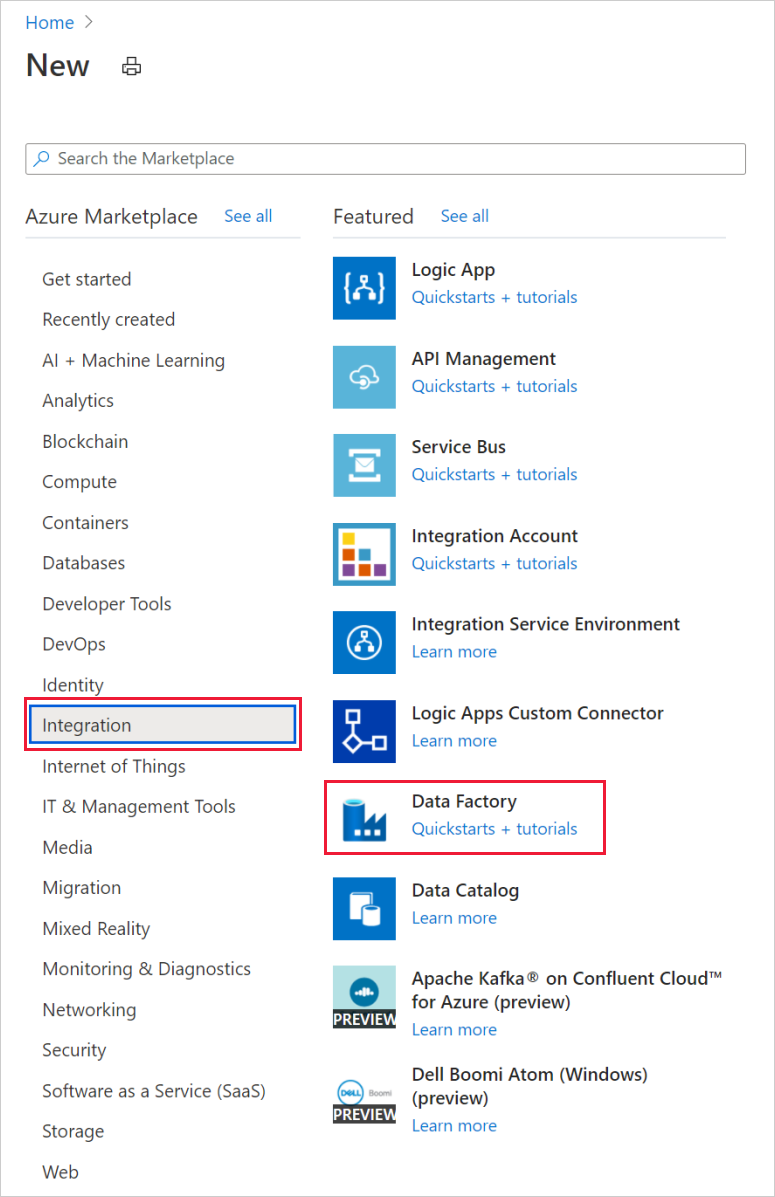 Home >
New
Search the Marketplace
Azure Marketplace See all
Get started
Recently created
AI + Machine Learning
Analytics
Blockchain
Compute
Containers
Databases
Developer Tools
DevOps
Identity
Integration
Internet of Things
IT & Management Tools
Media
Migration
Mixed Reality
Monitoring & Diagnostics
Networking
Security
Software as a Service (SaaS)
Storage
Web
Featured See all
Logic App
Quickstarts + tutorials
API Management
Quickstarts + tutorials
Service Bus
Quickstarts + tutorials
Integration Account
Quickstarts + tutorials
Integration Service Environment
Learn more
Logic Apps Custom Connector
Learn more
Data Factory
Quickstarts + tutorials
Data Catalog
Learn more
PREVIEW
Apache Kafka® on Confluent Cloud™
for Azure (preview)
Learn more
DELL Boomi
PREVIEW
Dell Boomi Atom (Windows)
(preview)
Learn more